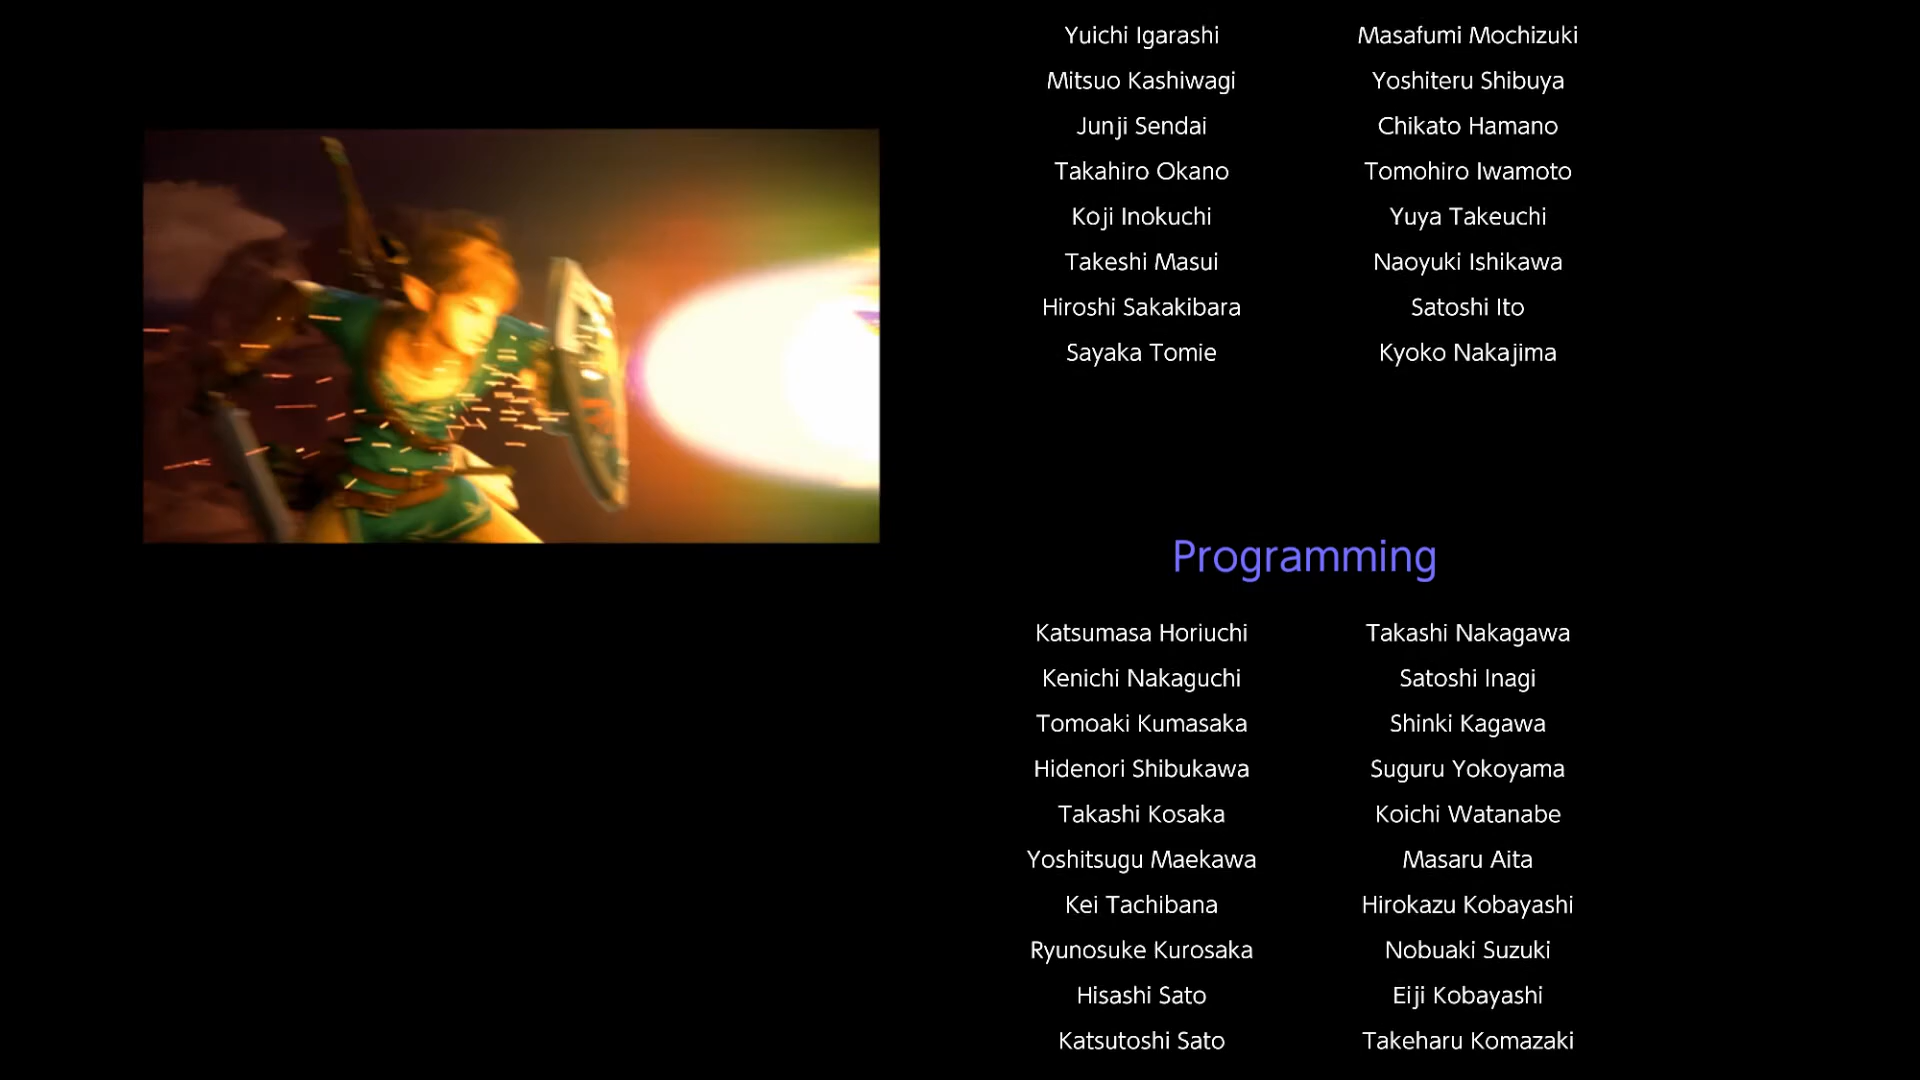 Yuichi Igarashi Masafumi Mochizuki
Mitsuo Kashiwagi Yoshiteru Shibuya
Junji Sendai Chikato Hamano
Takahiro Okano Tomohiro Iwamoto
Koji Inokuchi Yuya Takeuchi
Takeshi Masui Naoyuki Ishikawa
Hiroshi Sakakibara Satoshi Ito
Sayaka Tomie Kyoko Nakajima
Programming
Katsumasa Horiuchi Takashi Nakagawa
Kenichi Nakaguchi Satoshi Inagi
Tomoaki Kumasaka Shinki Kagawa
Hidenori Shibukawa Suguru Yokoyama
Takashi Kosaka Koichi Watanabe
Yoshitsugu Maekawa Masaru Aita
Kei Tachibana Hirokazu Kobayashi
Ryunosuke Kurosaka Nobuaki Suzuki
Hisashi Sato Eiji Kobayashi
Katsutoshi Sato Takeharu Komazaki